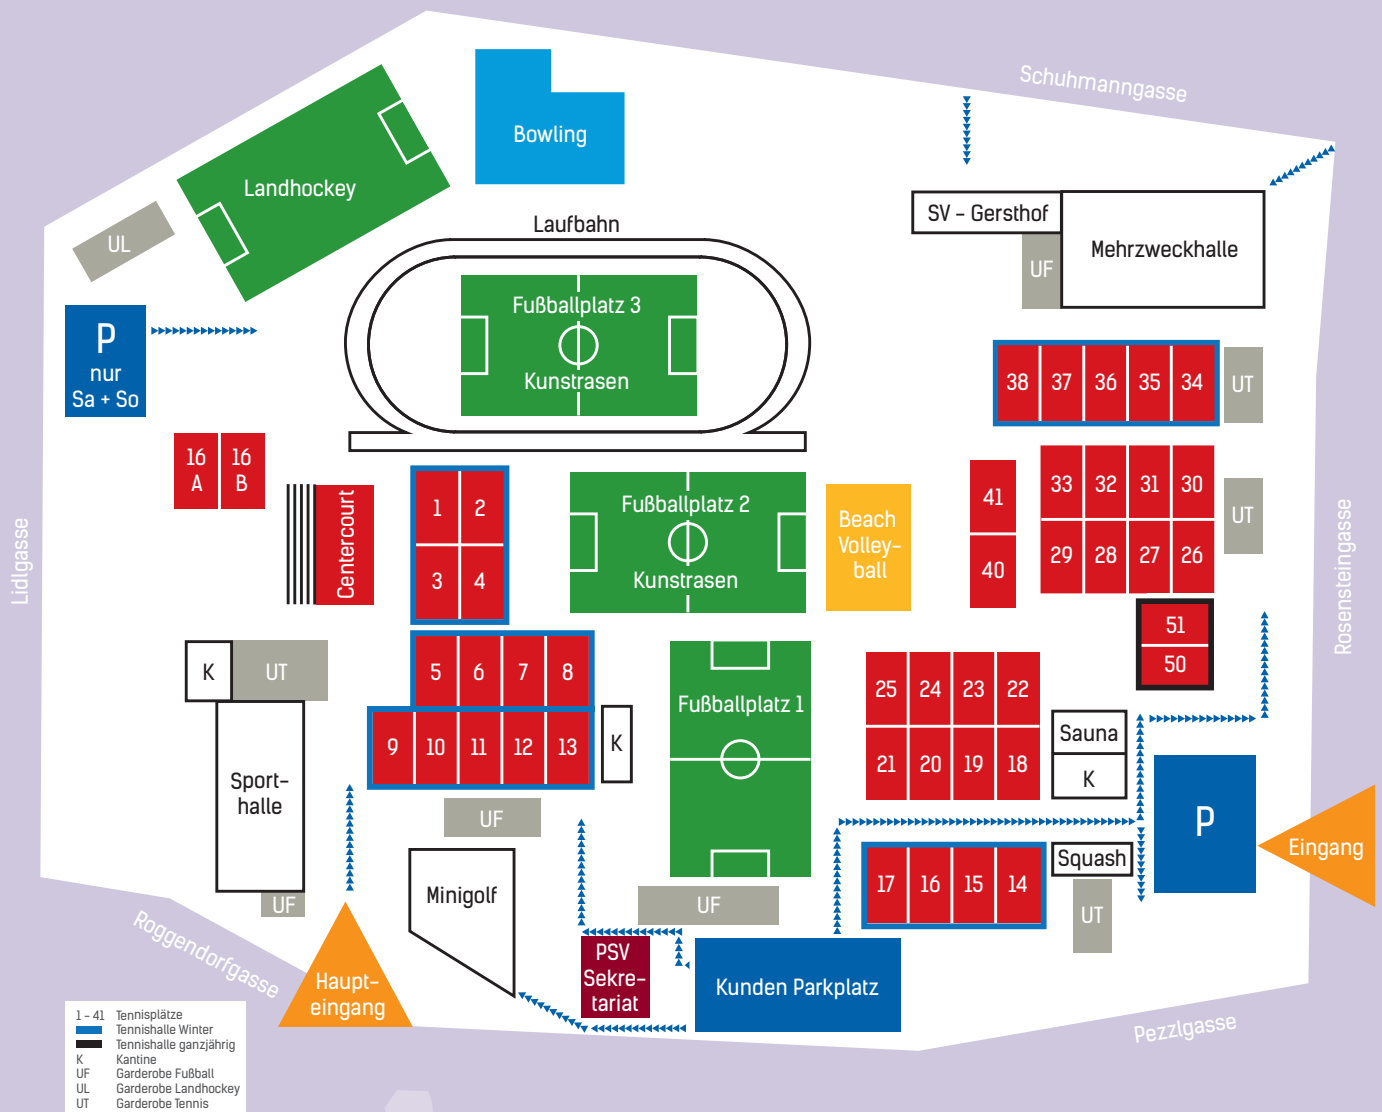 Schuhmanngasse
Bowling
Landhockey
UL
Laufbahn
SV - Gersthof
Mehrzweckhalle
UF
Fußballplatz 3
Kunstrasen
P
nur
Sa + So
38 37 36 35 34
UT
16
A
16
B
Centercourt
1 2
3 4
Fußballplatz 2
Kunstrasen
Beach
Volley-
ball
41
40
33 32 31 30
29 28 27 26
UT
Lidlgasse
Rosensteingasse
51
50
K
UT
5 6 7 8
9 10 11 12 13
K
Fußballplatz 1
25 24 23 22
21 20 19 18
Sauna
K
Sport-
halle
UF
UF
Minigolf
UF
17 16 15 14
Squash
UT
P
Eingang
Roggendorfgasse
Haupt-
eingang
PSV
Sekre-
tariat
Kunden Parkplatz
Pezzlgasse
1 - 41 Tennisplätze
Tennishalle Winter
Tennishalle ganzjährig
K Kantine
UF Garderobe Fußball
UL Garderobe Landhockey
UT Garderobe Tennis